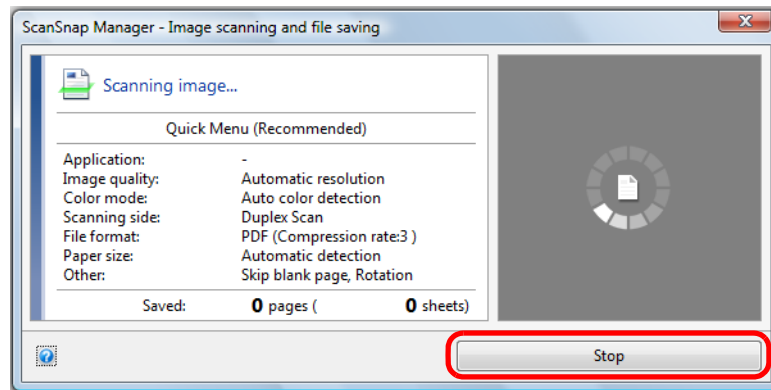 ScanSnap Manager - Image scanning and file saving
Scanning image...
Quick Menu (Recommended)
Application: -
Image quality: Automatic resolution
Color mode: Auto color detection
Scanning side: Duplex Scan
File format: PDF (Compression rate:3 )
Paper size: Automatic detection
Other: Skip blank page, Rotation
Saved: 0 pages ( 0 sheets)
Stop